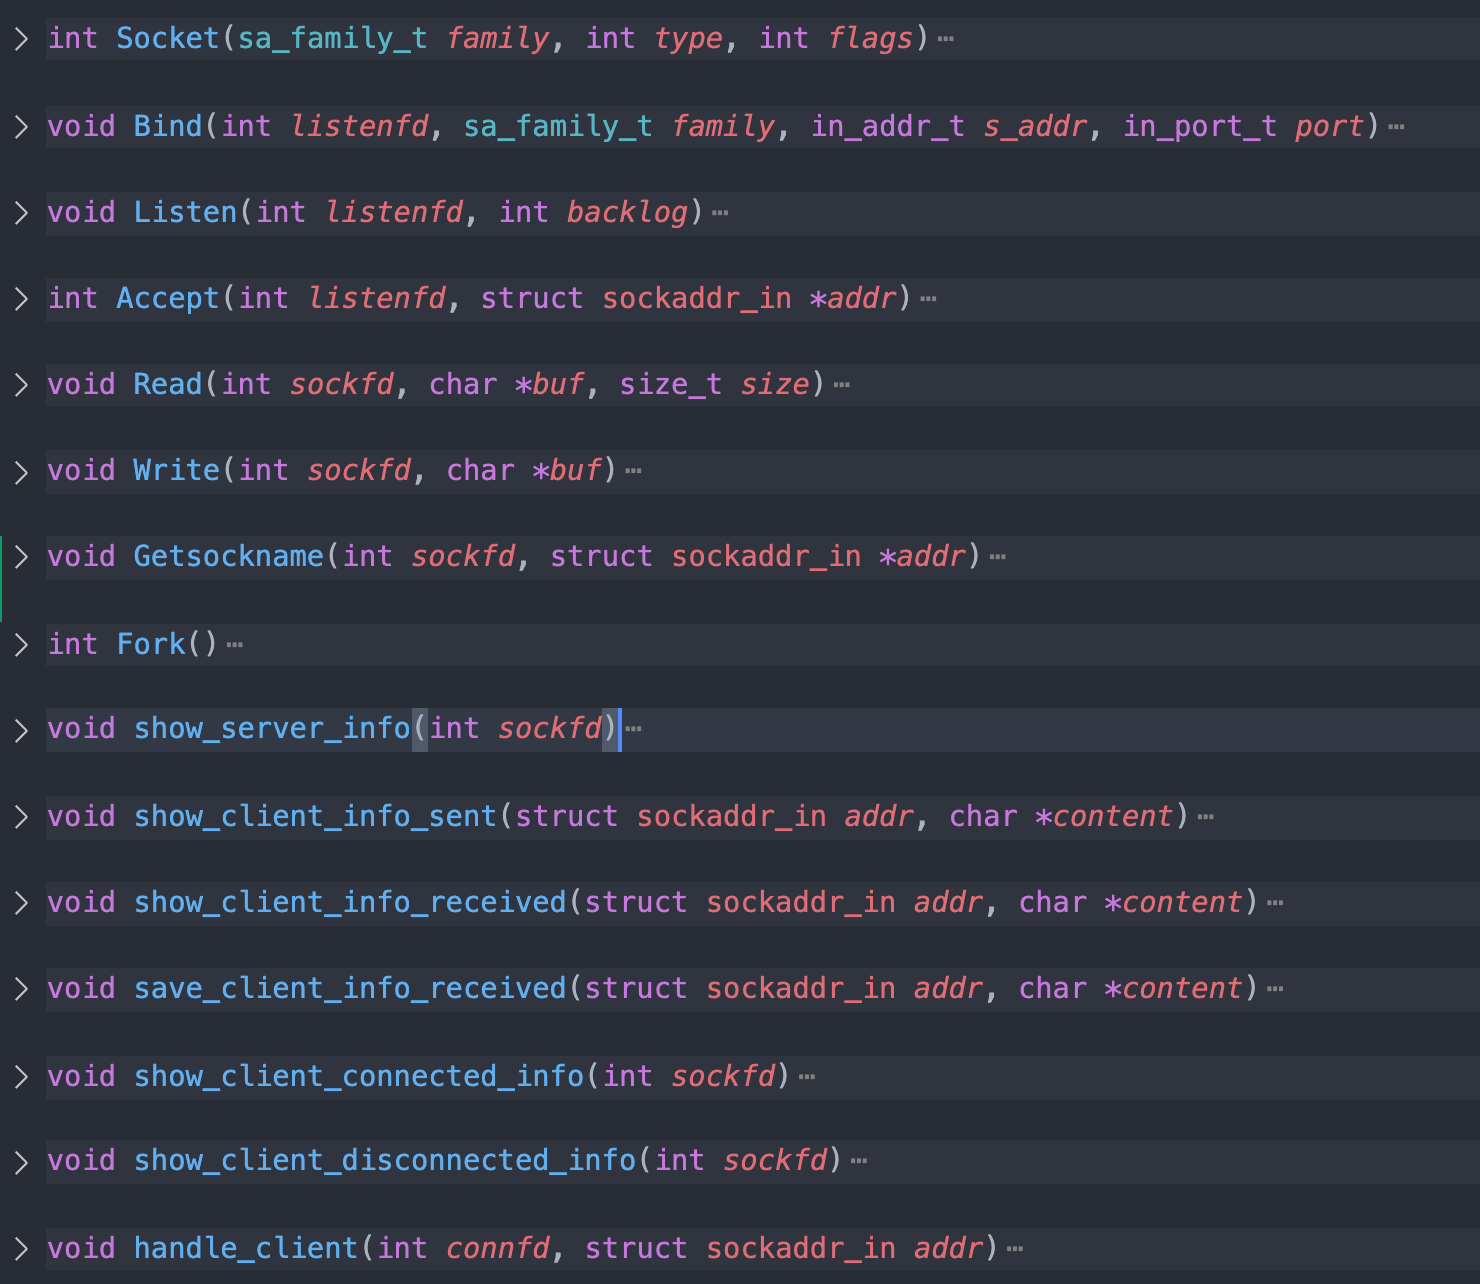 int Socket(sa_family_t family, int type, int flags)⋯
void Bind(int listenfd, sa_family_t family, in_addr_t s_addr, in_port_t port)⋯
void Listen(int listenfd, int backlog)⋯
int Accept(int listenfd, struct sockaddr_in *addr)⋯
void Read(int sockfd, char *buf, size_t size)⋯
void Write(int sockfd, char *buf)⋯
void Getsockname(int sockfd, struct sockaddr_in *addr)⋯
int Fork()⋯
void show_server_info(int sockfd)⋯
void show_client_info_sent(struct sockaddr_in addr, char *content)⋯
void show_client_info_received(struct sockaddr_in addr, char *content)⋯
void save_client_info_received(struct sockaddr_in addr, char *content)⋯
void show_client_connected_info(int sockfd)⋯
void show_client_disconnected_info(int sockfd)⋯
void handle_client(int connfd, struct sockaddr_in addr)⋯